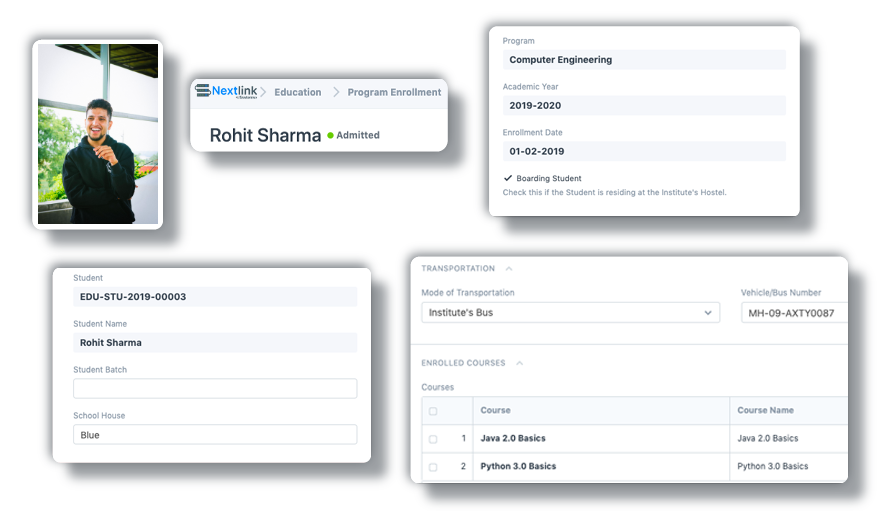 Nextlink
Education
Program Enrollment
Rohit Sharma
Admitted
Program
Computer Engineering
Academic Year
2019-2020
Enrollment Date
01-02-2019
Boarding Student
Check this if the Student is residing at the Institute's Hostel.
Student
EDU-STU-2019-00003
Student Name
Rohit Sharma
Student Batch
School House
Blue
TRANSPORTATION
Mode of Transportation Vehicle/Bus Number
Institute's Bus MH-09-AXTY0087
ENROLLED COURSES
Courses
Course Course Name
1 Java 2.0 Basics Java 2.0 Basics
2 Python 3.0 Basics Python 3.0 Basics